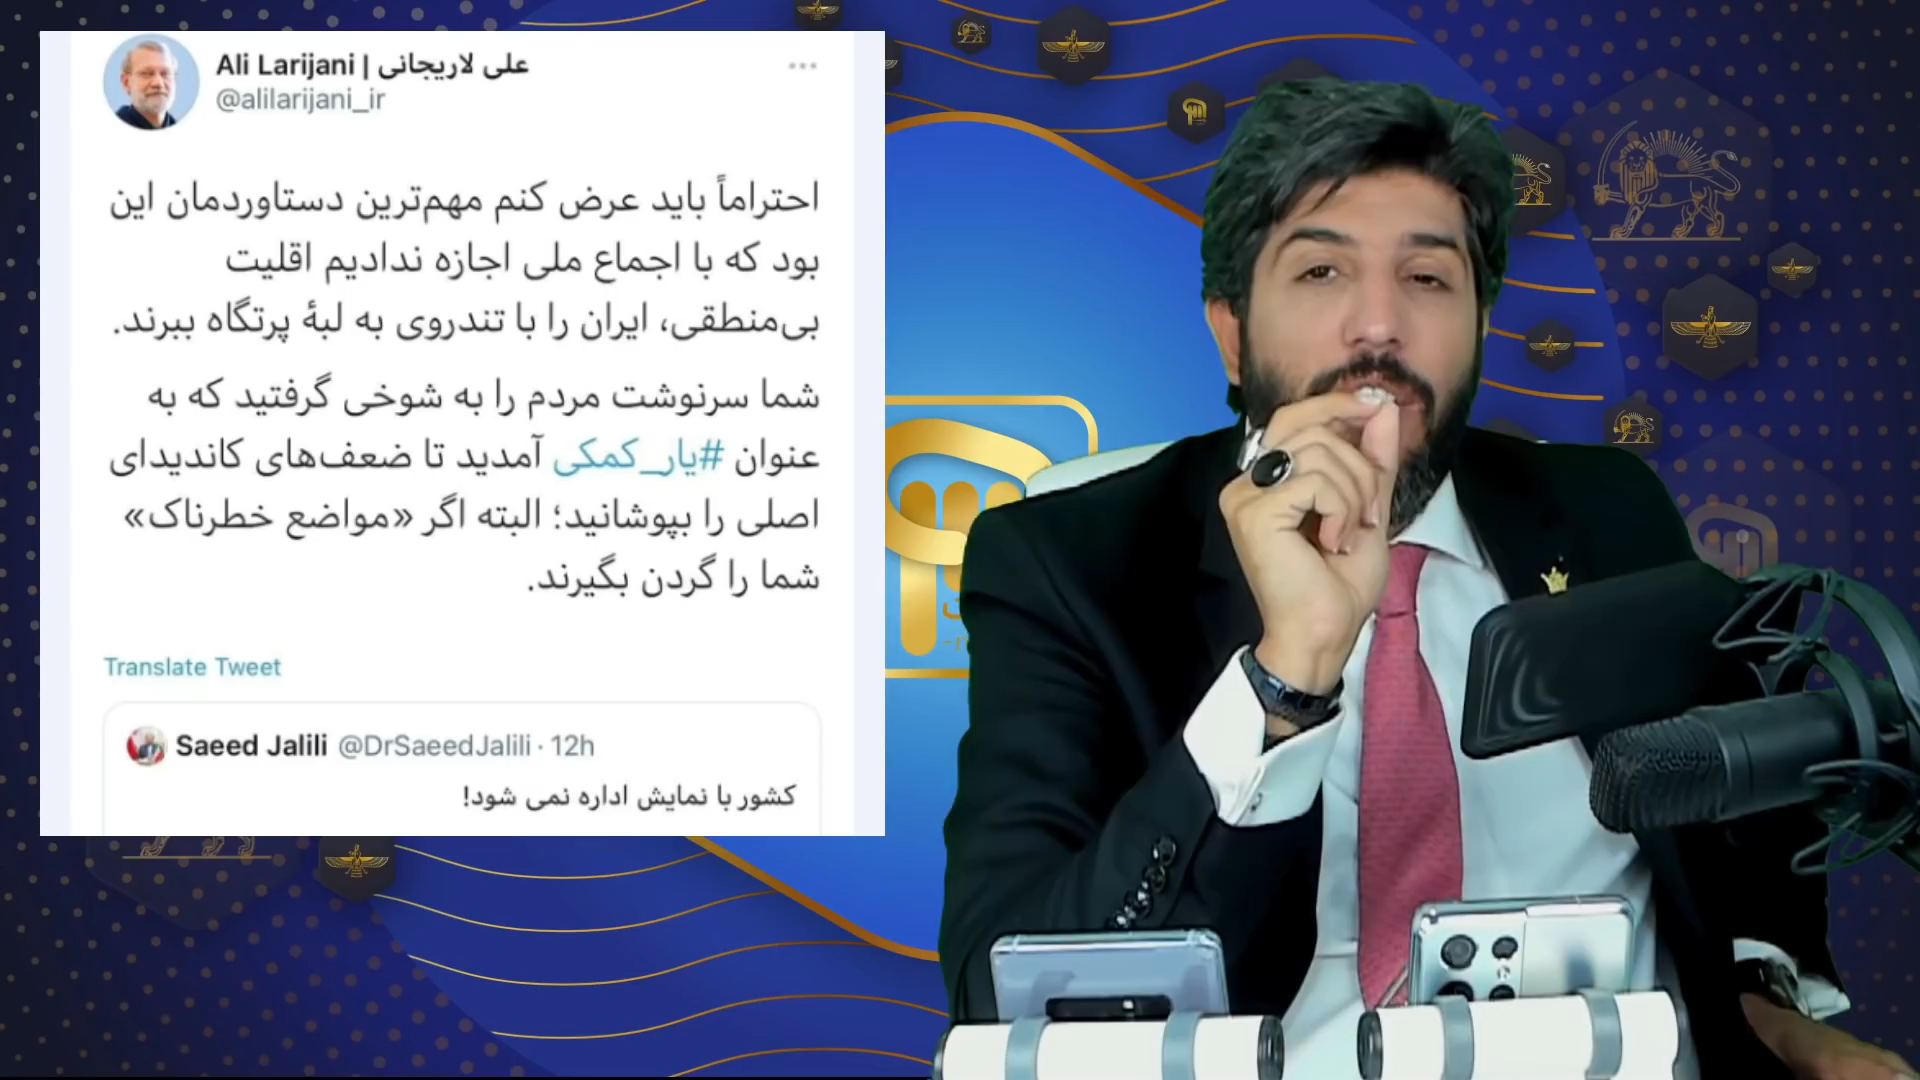 Ali Larijani | علی لاریجانی
@alilarijani_ir
احتراماً باید عرض کنم مهم‌ترین دستاوردمان این
بود که با اجماع ملی اجازه ندادیم اقلیت
بی‌منطقی، ایران را با تندروی به لبۀ پرتگاه ببرند.
شما سرنوشت مردم را به شوخی گرفتید که به
عنوان #یار_کمکی آمدید تا ضعف‌های کاندیدای
اصلی را بپوشانید؛ البته اگر «مواضع خطرناک»
شما را گردن بگیرند.
Translate Tweet
Saeed Jalili @DrSaeedJalili · 12h
کشور با نمایش اداره نمی شود!